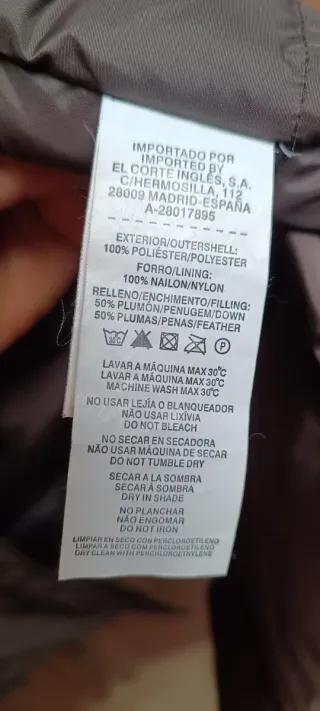 IMPORTADO POR
IMPORTED BY
EL CORTE INGLÉS, S.A.
C/HERMOSILLA, 112
28009 MADRID-ESPAÑA
A-28017895
EXTERIOR/OUTERSHELL:
100% POLIÉSTER/POLYESTER
FORRO/LINING:
100% NAILON/NYLON
RELLENO/ENCHIMENTO/FILLING:
50% PLUMÓN/PENUGEM/DOWN
50% PLUMAS/PENAS/FEATHER
30°C P
LAVAR A MÁQUINA MAX 30°C
LAVAR A MÁQUINA MAX 30°C
MACHINE WASH MAX 30°C
NO USAR LEJÍA O BLANQUEADOR
NÃO USAR LIXÍVIA
DO NOT BLEACH
NO SECAR EN SECADORA
NÃO USAR MÁQUINA DE SECAR
DO NOT TUMBLE DRY
SECAR A LA SOMBRA
SECAR À SOMBRA
DRY IN SHADE
NO PLANCHAR
NÃO ENGOMAR
DO NOT IRON
LIMPIAR EN SECO CON PERCLOROETILENO
LIMPAR A SECO COM PERCLOROETILENO
DRY CLEAN WITH PERCHLOROETHYLENE